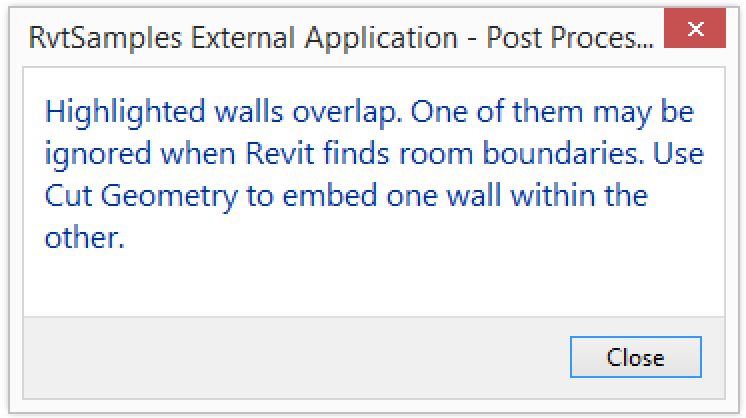 RvtSamples External Application - Post Proces...
Highlighted walls overlap. One of them may be
ignored when Revit finds room boundaries. Use
Cut Geometry to embed one wall within the
other.
Close